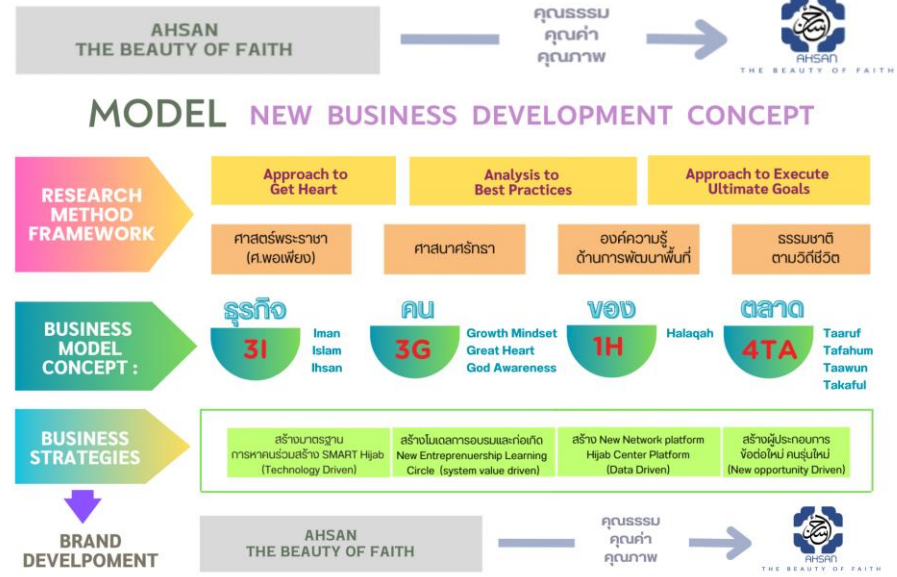 AHSAN
THE BEAUTY OF FAITH
คุณธรรม
คุณค่า
คุณภาพ
AHSAN
THE BEAUTY OF FAITH
MODEL NEW BUSINESS DEVELOPMENT CONCEPT
RESEARCH
METHOD
FRAMEWORK
Approach to
Get Heart
Analysis to
Best Practices
Approach to Execute
Ultimate Goals
ศาสตร์พระราชา
(ศ.พอเพียง)
ศาสนาศรัทธา
องค์ความรู้
ด้านการพัฒนาพื้นที่
ธรรมชาติ
ตามวิถีชีวิต
BUSINESS
MODEL
CONCEPT :
ธุรกิจ
3I
Iman
Islam
Ihsan
คน
3G
Growth Mindset
Great Heart
God Awareness
ของ
1H
Halaqah
ตลาด
4TA
Taaruf
Tafahum
Taawun
Takaful
BUSINESS
STRATEGIES
สร้างมาตรฐาน
การหาคนร่วมสร้าง SMART Hijab
(Technology Driven)
สร้างโมเดลการอบรมและก่อเกิด
New Entreprenuership Learning
Circle (system value driven)
สร้าง New Network platform
Hijab Center Platform
(Data Driven)
สร้างผู้ประกอบการ
ข้อต่อใหม่ คนรุ่นใหม่
(New opportunity Driven)
BRAND
DEVELPOMENT
AHSAN
THE BEAUTY OF FAITH
คุณธรรม
คุณค่า
คุณภาพ
AHSAN
THE BEAUTY OF FAITH